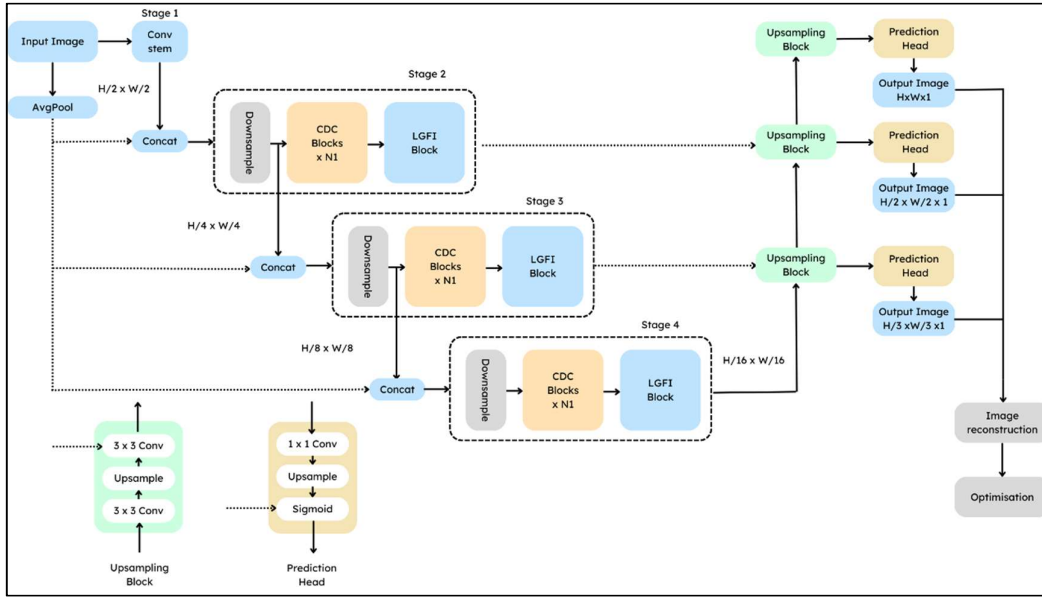 Stage 1
Input Image
Conv
stem
Upsampling
Block
Prediction
Head
H/2 x W/2
AvgPool
Output Image
HxWx1
Stage 2
Concat
Downsample
CDC
Blocks
x N1
LGFI
Block
Upsampling
Block
Prediction
Head
Output Image
H/2 x W/2 x 1
Stage 3
H/4 x W/4
Concat
Downsample
CDC
Blocks
x N1
LGFI
Block
Upsampling
Block
Prediction
Head
Output Image
H/3 xW/3 x1
Stage 4
H/8 x W/8
Concat
Downsample
CDC
Blocks
x N1
LGFI
Block
H/16 x W/16
Image
reconstruction
Optimisation
3 x 3 Conv
Upsample
3 x 3 Conv
Upsampling
Block
1 x 1 Conv
Upsample
Sigmoid
Prediction
Head